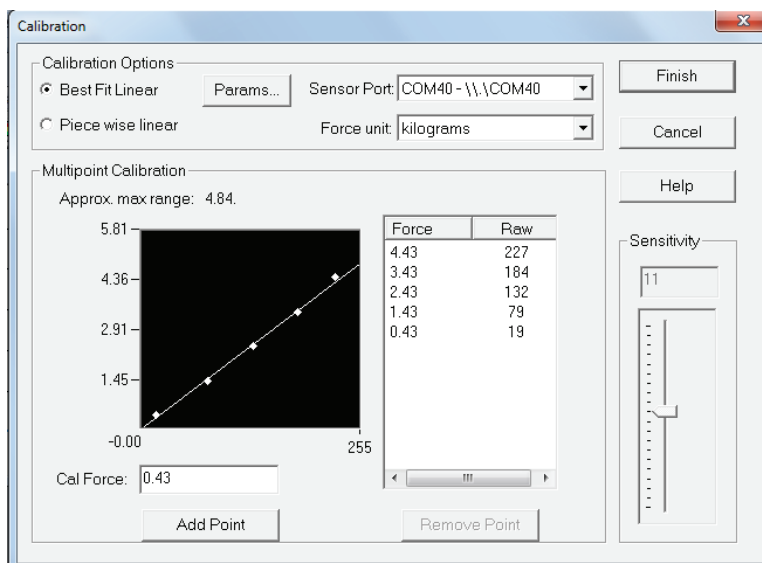 Calibration
x
Calibration Options
Best Fit Linear
Params...
Sensor Port: COM40 - \\.\COM40
Piece wise linear
Force unit: kilograms
Finish
Cancel
Help
Multipoint Calibration
Approx. max range: 4.84.
5.81
4.36
2.91
1.45
-0.00
255
Force Raw
4.43 227
3.43 184
2.43 132
1.43 79
0.43 19
Cal Force: 0.43
Add Point
Remove Point
Sensitivity
11